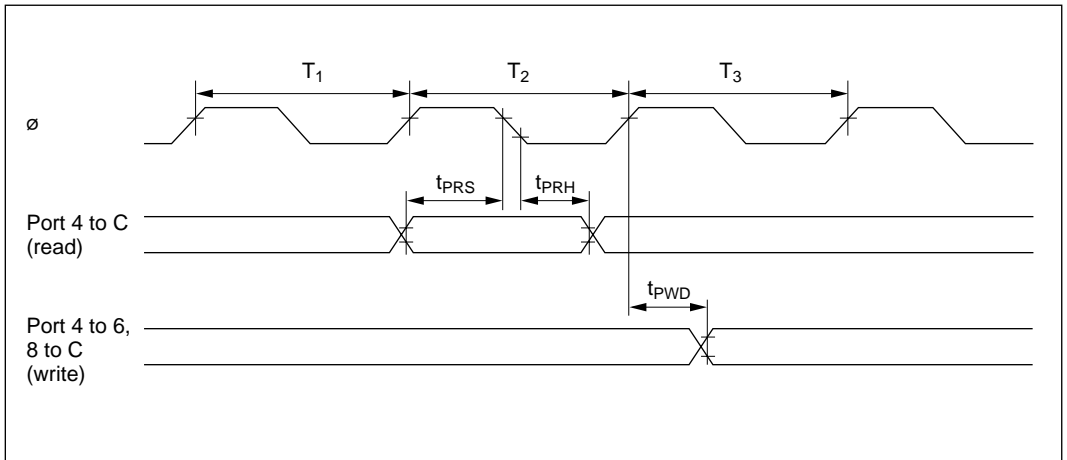 T1 T2 T3
ø
tPRS tPRH
Port 4 to C
(read)
tPWD
Port 4 to 6,
8 to C
(write)